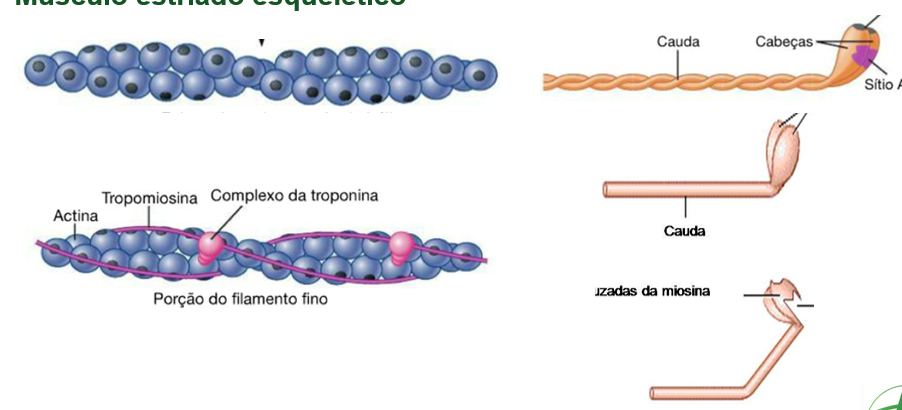 Músculo estriado esquelético
Cauda
Cabeças
Sítio A
Tropomiosina
Complexo da troponina
Actina
Porção do filamento fino
Cauda
uzadas da miosina